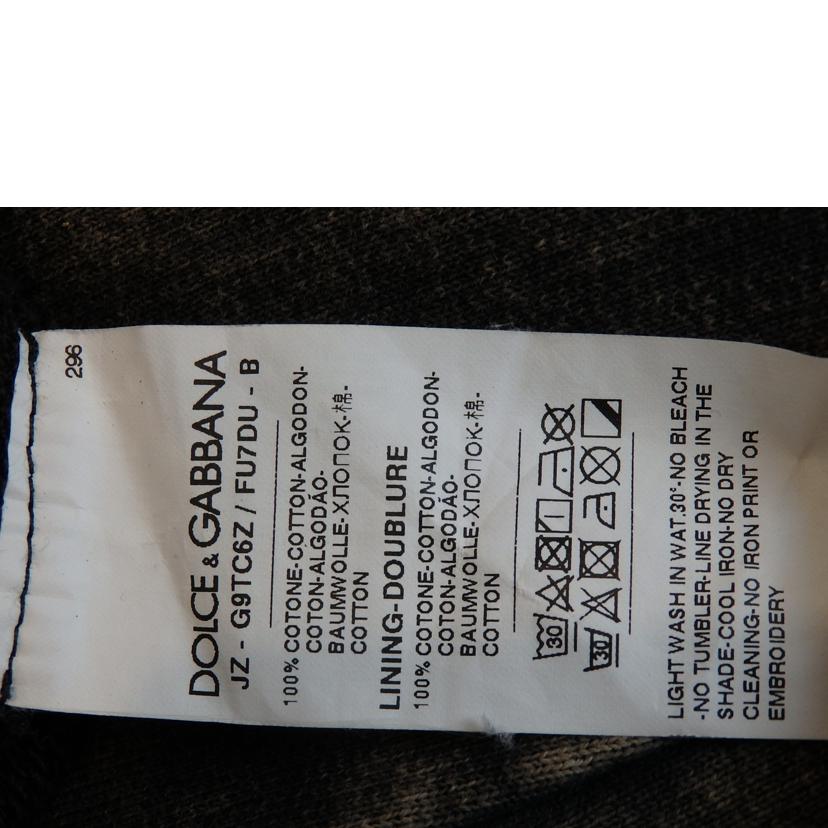 296
DOLCE & GABBANA
JZ - G9TC6Z / FU7DU - B
100% COTONE-COTTON-ALGODON-
COTON-ALGODÃO-
BAUMWOLLE-ХЛОПОК-棉-
COTTON
LINING-DOUBLURE
100% COTONE-COTTON-ALGODON-
COTON-ALGODÃO-
BAUMWOLLE-ХЛОПОК-棉-
COTTON
30
30
LIGHT WASH IN WAT.30°-NO BLEACH
-NO TUMBLER-LINE DRYING IN THE
SHADE-COOL IRON-NO DRY
CLEANING-NO IRON PRINT OR
EMBROIDERY